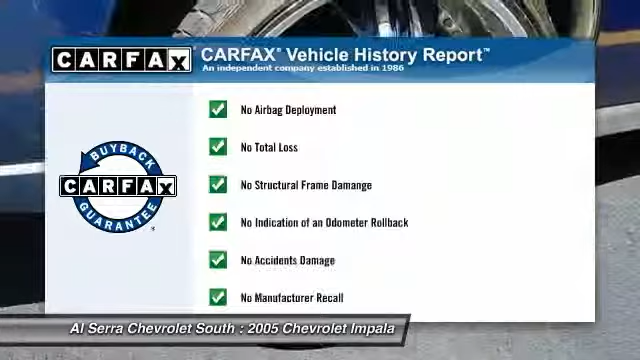 CARFAX CARFAX® Vehicle History Report™
An independent company established in 1986
No Airbag Deployment
No Total Loss
BUYBACK
CARFAX
GUARANTEE
No Structural Frame Damange
No Indication of an Odometer Rollback
No Accidents Damage
No Manufacturer Recall
Al Serra Chevrolet South : 2005 Chevrolet Impala